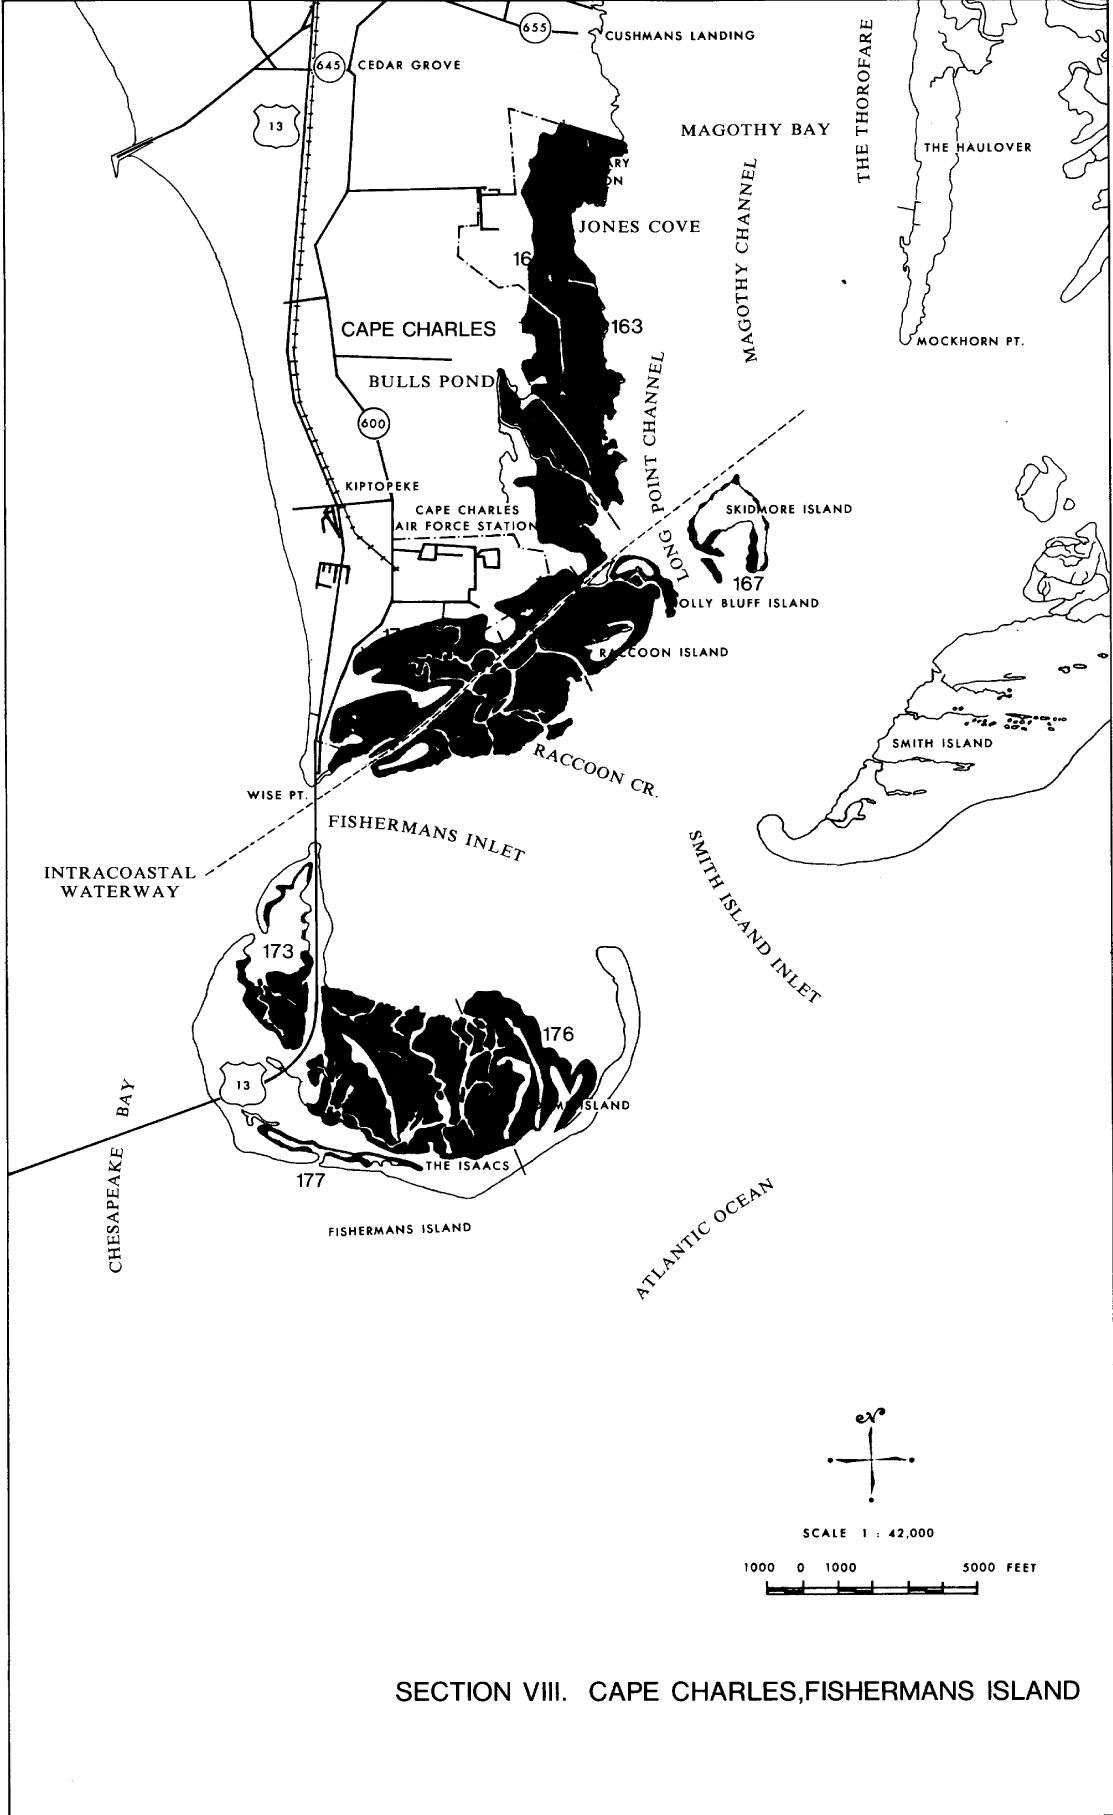 655
CUSHMANS LANDING
645
CEDAR GROVE
13
MAGOTHY BAY
THE THOROFARE
THE HAULOVER
MAGOTHY CHANNEL
JONES COVE
163
CAPE CHARLES
MOCKHORN PT.
BULLS POND
LONG POINT CHANNEL
600
KIPTOPEKE
CAPE CHARLES
AIR FORCE STATION
SKIDMORE ISLAND
167
OLLY BLUFF ISLAND
RACCOON ISLAND
SMITH ISLAND
RACCOON CR.
WISE PT.
FISHERMANS INLET
INTRACOASTAL
WATERWAY
SMITH ISLAND INLET
173
176
13
ISLAND
CHESAPEAKE BAY
THE ISAACS
177
FISHERMANS ISLAND
ATLANTIC OCEAN
N
SCALE 1 : 42,000
1000 0 1000 5000 FEET
SECTION VIII. CAPE CHARLES,FISHERMANS ISLAND